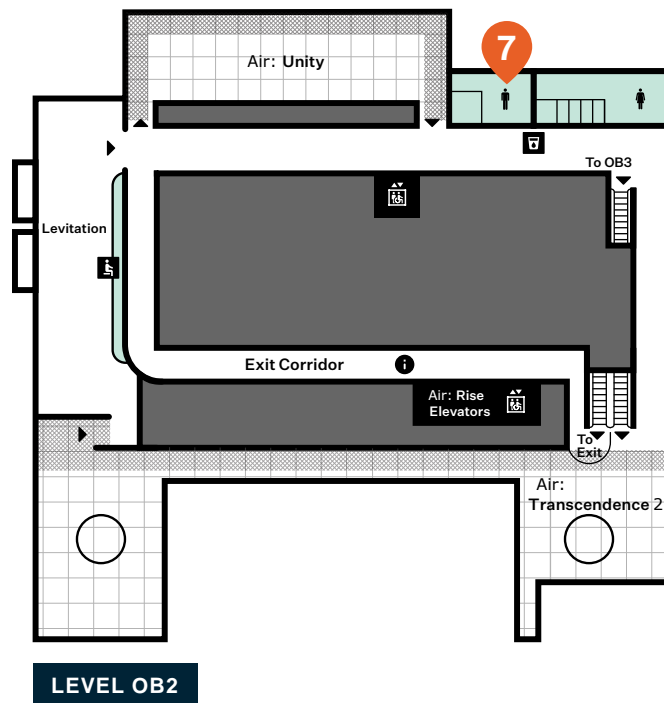 7
Air: Unity
To OB3
Levitation
Exit Corridor
i
Air: Rise
Elevators
To
Exit
Air:
Transcendence 2
LEVEL OB2